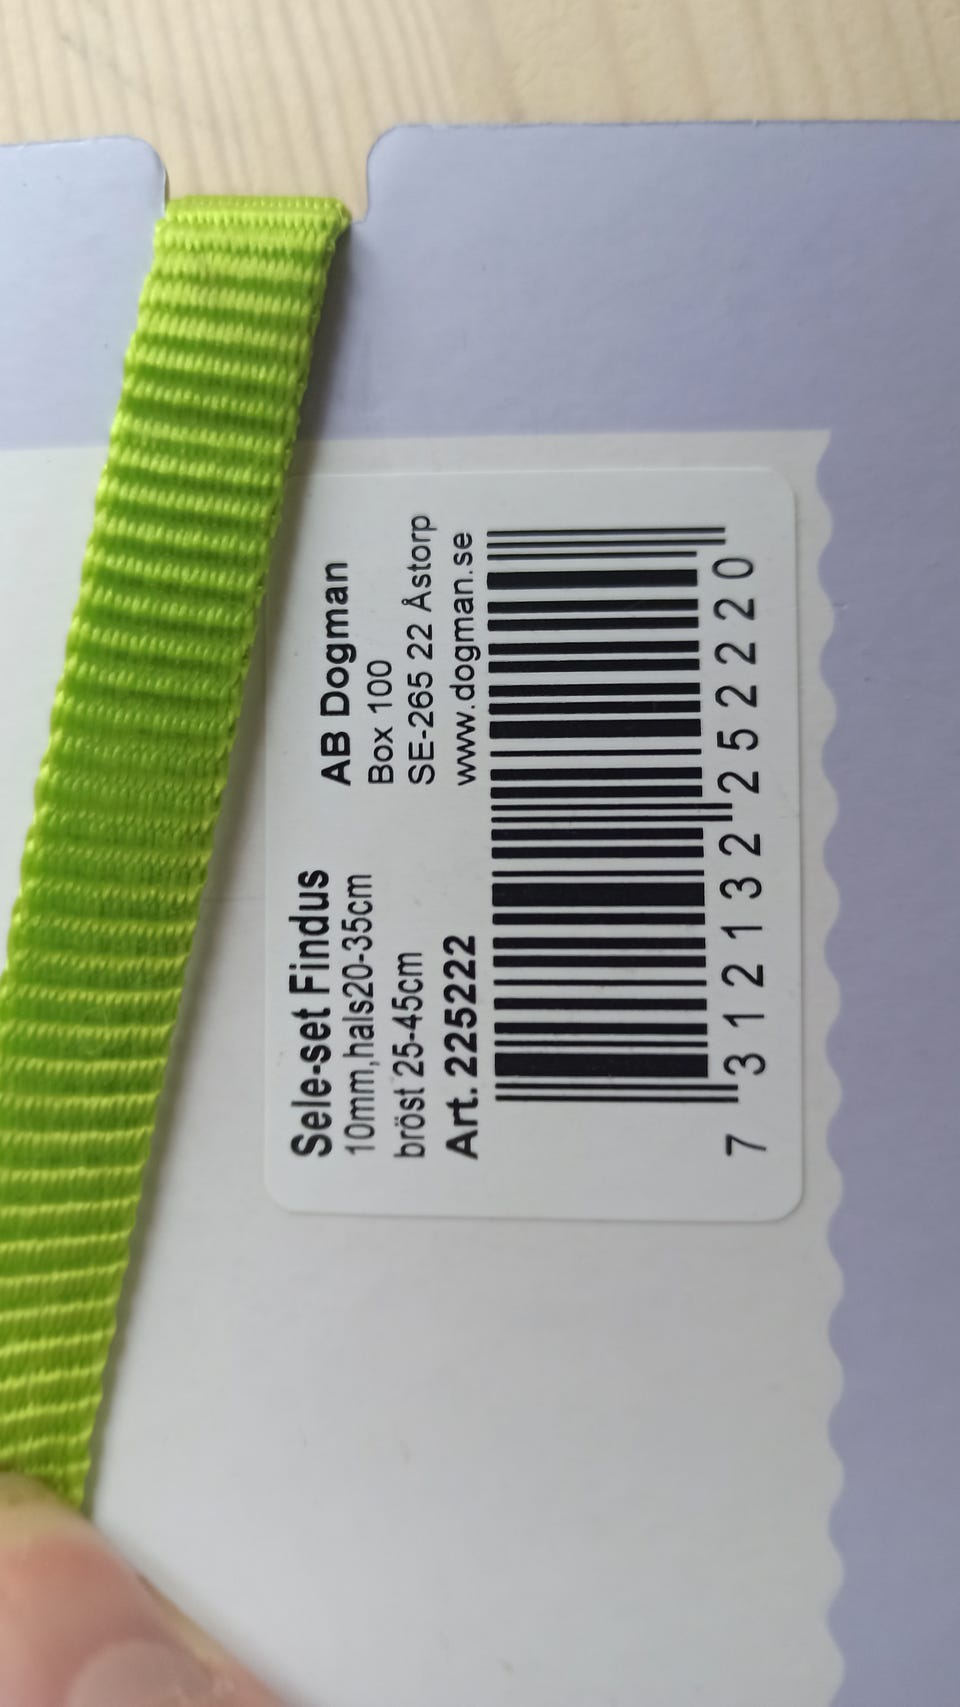 Sele-set Findus
10mm,hals20-35cm
bröst 25-45cm
Art. 225222
AB Dogman
Box 100
SE-265 22 Åstorp
www.dogman.se
7 312132 252220